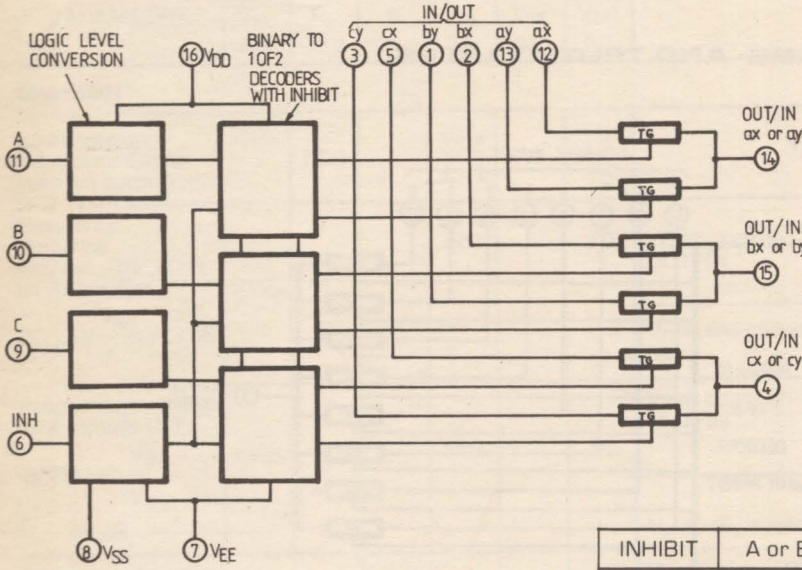 IN/OUT
cy cx by bx ay ax
3 5 1 2 13 12
LOGIC LEVEL
CONVERSION
16 VDD
BINARY TO
1 OF 2
DECODERS
WITH INHIBIT
A
11
TG
OUT/IN
ax or ay
14
TG
B
10
TG
OUT/IN
bx or by
15
TG
C
9
TG
OUT/IN
cx or cy
4
TG
INH
6
8 VSS
7 VEE
INHIBIT A or B